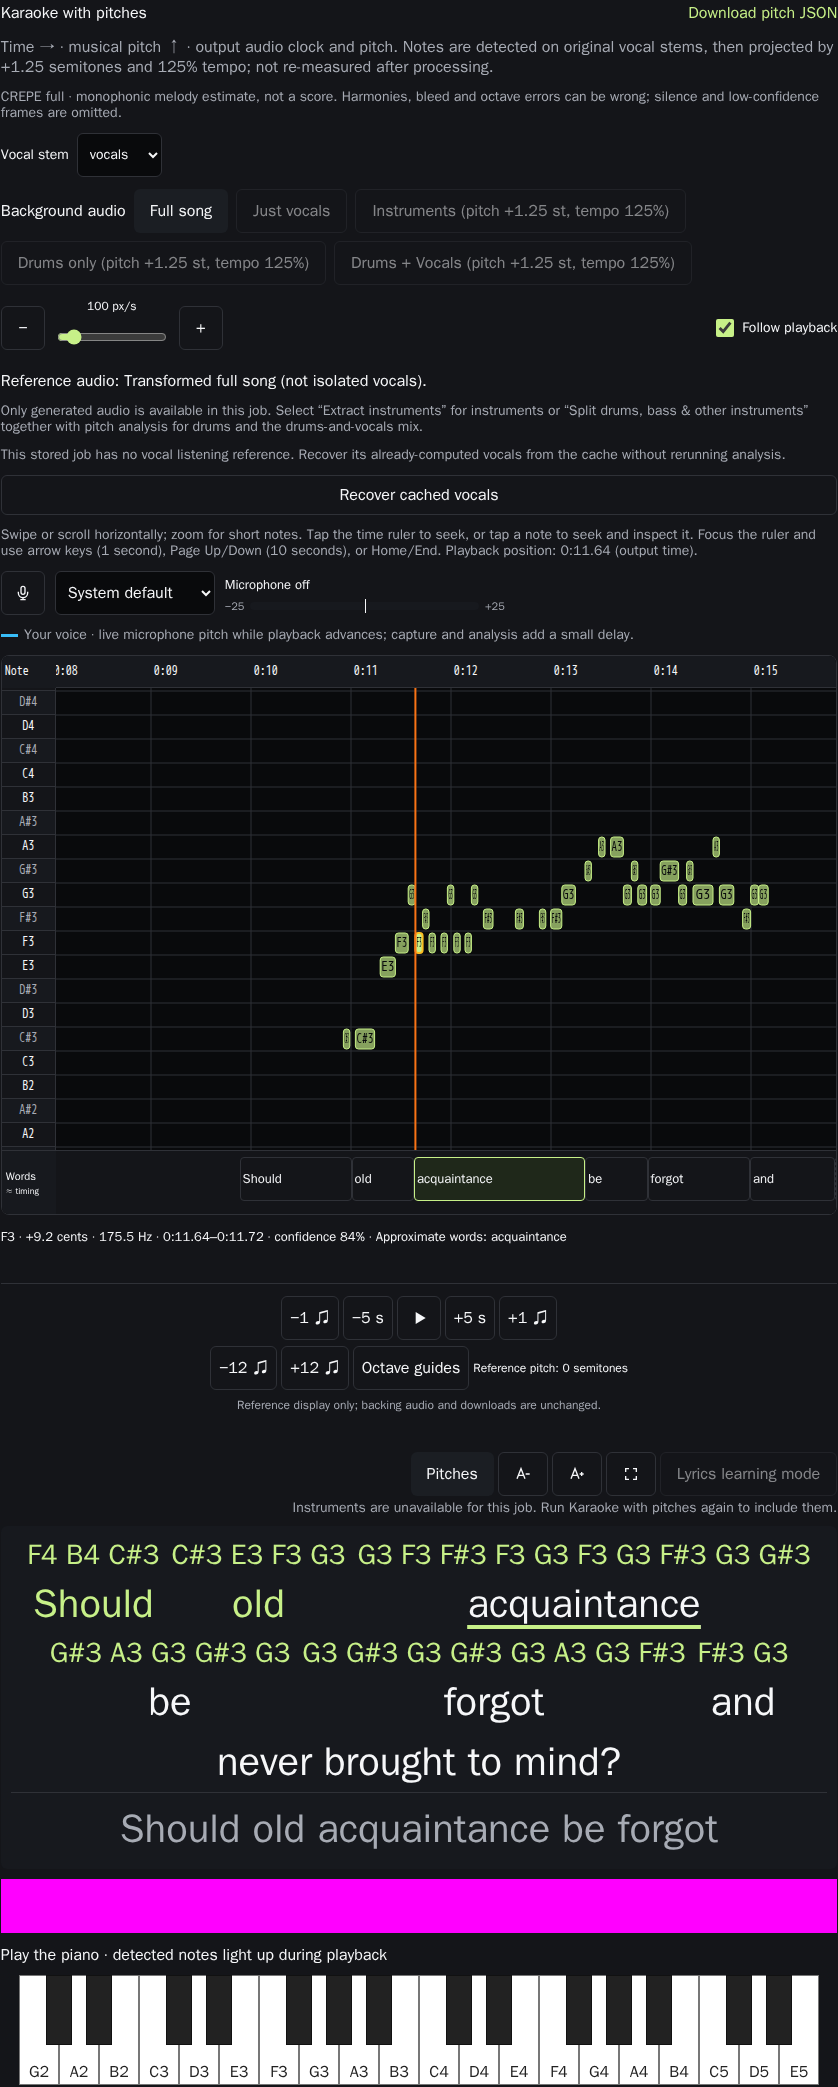 Karaoke with pitches
Download pitch JSON
Time → · musical pitch ↑ · output audio clock and pitch. Notes are detected on original vocal stems, then projected by
+1.25 semitones and 125% tempo; not re-measured after processing.
CREPE full · monophonic melody estimate, not a score. Harmonies, bleed and octave errors can be wrong; silence and low-confidence
frames are omitted.
Vocal stem vocals
Background audio Full song Just vocals Instruments (pitch +1.25 st, tempo 125%)
Drums only (pitch +1.25 st, tempo 125%) Drums + Vocals (pitch +1.25 st, tempo 125%)
100 px/s
− +
Follow playback
Reference audio: Transformed full song (not isolated vocals).
Only generated audio is available in this job. Select “Extract instruments” for instruments or “Split drums, bass & other instruments”
together with pitch analysis for drums and the drums-and-vocals mix.
This stored job has no vocal listening reference. Recover its already-computed vocals from the cache without rerunning analysis.
Recover cached vocals
Swipe or scroll horizontally; zoom for short notes. Tap the time ruler to seek, or tap a note to seek and inspect it. Focus the ruler and
use arrow keys (1 second), Page Up/Down (10 seconds), or Home/End. Playback position: 0:11.64 (output time).
System default
Microphone off
−25 +25
Your voice · live microphone pitch while playback advances; capture and analysis add a small delay.
Note 0:08 0:09 0:10 0:11 0:12 0:13 0:14 0:15
D#4
D4
C#4
C4
B3
A#3
A3 A3
G#3 G#3
G3 G3 G3 G3 G3
F#3 F#3
F3 F3
E3 E3
D#3
D3
C#3 C#3
C3
B2
A#2
A2
Words
≈ timing
Should old acquaintance be forgot and
F3 · +9.2 cents · 175.5 Hz · 0:11.64–0:11.72 · confidence 84% · Approximate words: acquaintance
−1 ♫ −5 s ▶ +5 s +1 ♫
−12 ♫ +12 ♫ Octave guides Reference pitch: 0 semitones
Reference display only; backing audio and downloads are unchanged.
Pitches A- A+ Lyrics learning mode
Instruments are unavailable for this job. Run Karaoke with pitches again to include them.
F4 B4 C#3 C#3 E3 F3 G3 G3 F3 F#3 F3 G3 F3 G3 F#3 G3 G#3
Should old acquaintance
G#3 A3 G3 G#3 G3 G3 G#3 G3 G#3 G3 A3 G3 F#3 F#3 G3
be forgot and
never brought to mind?
Should old acquaintance be forgot
Play the piano · detected notes light up during playback
G2 A2 B2 C3 D3 E3 F3 G3 A3 B3 C4 D4 E4 F4 G4 A4 B4 C5 D5 E5